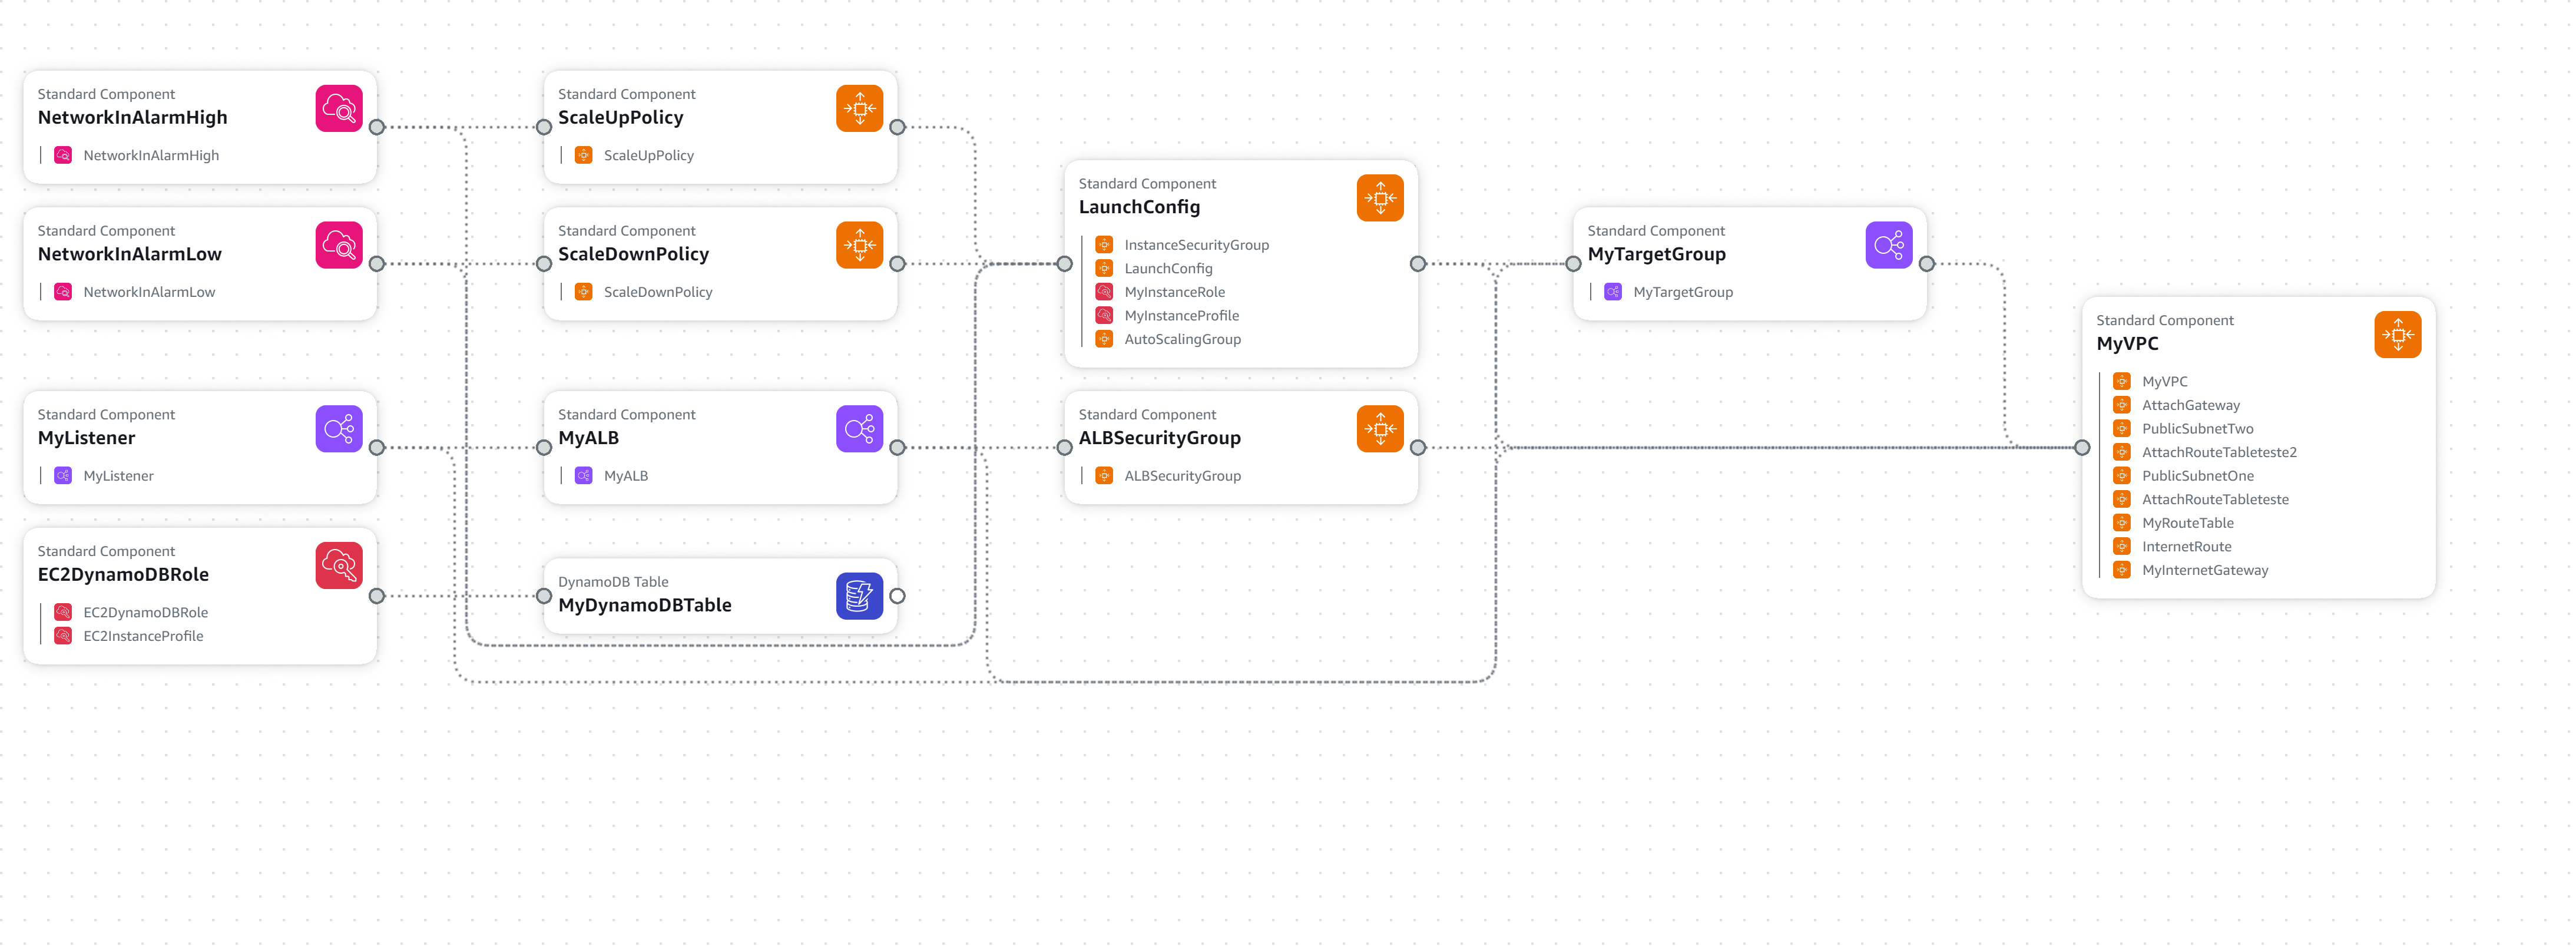 Standard Component
NetworkInAlarmHigh
NetworkInAlarmHigh
Standard Component
NetworkInAlarmLow
NetworkInAlarmLow
Standard Component
MyListener
MyListener
Standard Component
EC2DynamoDBRole
EC2DynamoDBRole
EC2InstanceProfile
Standard Component
ScaleUpPolicy
ScaleUpPolicy
Standard Component
ScaleDownPolicy
ScaleDownPolicy
Standard Component
MyALB
MyALB
DynamoDB Table
MyDynamoDBTable
Standard Component
LaunchConfig
InstanceSecurityGroup
LaunchConfig
MyInstanceRole
MyInstanceProfile
AutoScalingGroup
Standard Component
ALBSecurityGroup
ALBSecurityGroup
Standard Component
MyTargetGroup
MyTargetGroup
Standard Component
MyVPC
MyVPC
AttachGateway
PublicSubnetTwo
AttachRouteTableteste2
PublicSubnetOne
AttachRouteTableteste
MyRouteTable
InternetRoute
MyInternetGateway